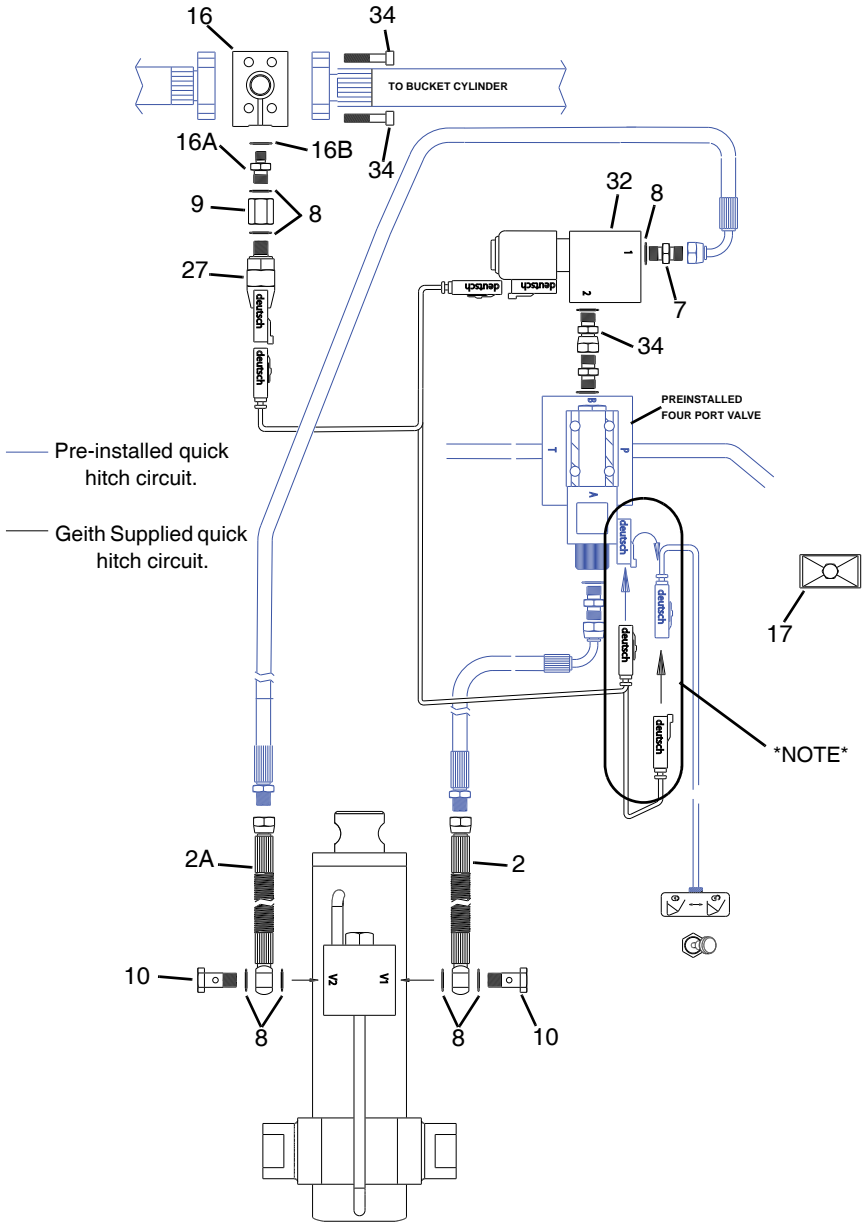 16
34
TO BUCKET CYLINDER
16A
16B
34
9
8
32
8
27
1
2
deutsch
deutsch
deutsch
deutsch
7
34
PREINSTALLED
FOUR PORT VALVE
B
T
P
A
Pre-installed quick
hitch circuit.
Geith Supplied quick
hitch circuit.
deutsch
deutsch
deutsch
deutsch
17
*NOTE*
2A
2
10
V2
V1
8
8
10